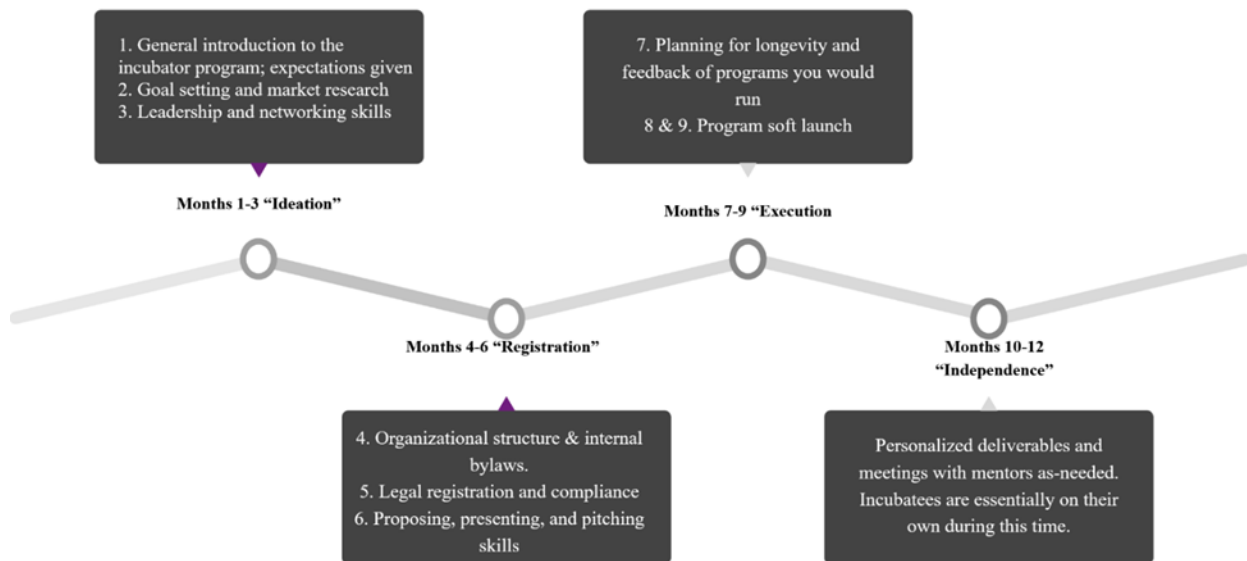 1. General introduction to the
incubator program; expectations given
2. Goal setting and market research
3. Leadership and networking skills
Months 1-3 “Ideation”
4. Organizational structure & internal
bylaws.
5. Legal registration and compliance
6. Proposing, presenting, and pitching
skills
Months 4-6 “Registration”
7. Planning for longevity and
feedback of programs you would
run
8 & 9. Program soft launch
Months 7-9 “Execution
Months 10-12
“Independence”
Personalized deliverables and
meetings with mentors as-needed.
Incubatees are essentially on their
own during this time.